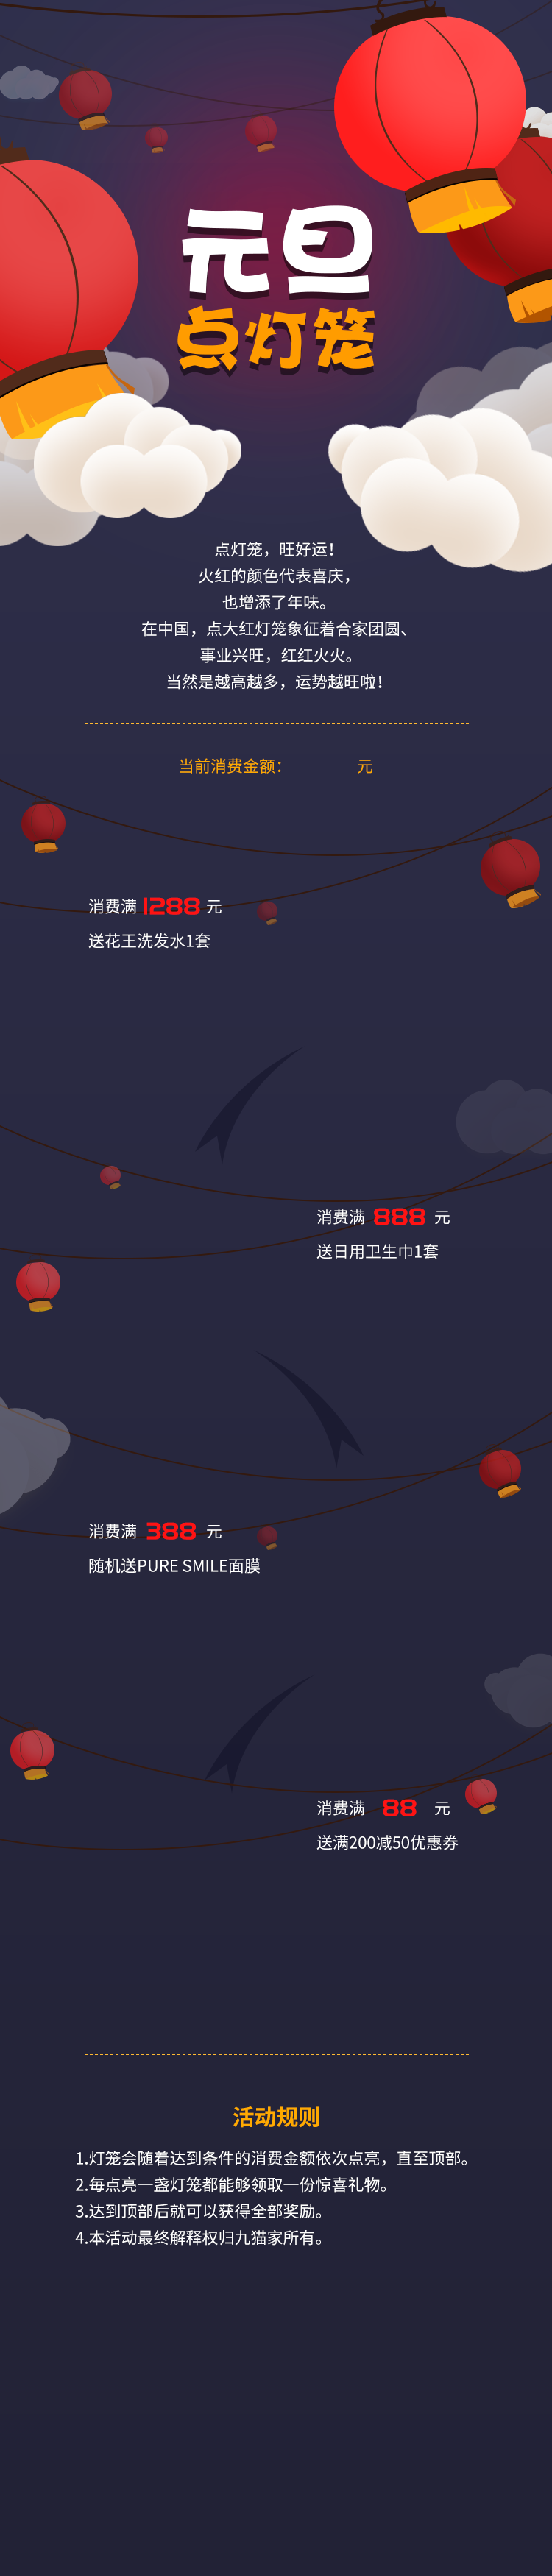 元旦
点灯笼
点灯笼，旺好运！
火红的颜色代表喜庆，
也增添了年味。
在中国，点大红灯笼象征着合家团圆、
事业兴旺，红红火火。
当然是越高越多，运势越旺啦！
当前消费金额： 元
消费满 1288 元
送花王洗发水1套
消费满 888 元
送日用卫生巾1套
消费满 388 元
随机送PURE SMILE面膜
消费满 88 元
送满200减50优惠券
活动规则
1.灯笼会随着达到条件的消费金额依次点亮，直至顶部。
2.每点亮一盏灯笼都能够领取一份惊喜礼物。
3.达到顶部后就可以获得全部奖励。
4.本活动最终解释权归九猫家所有。